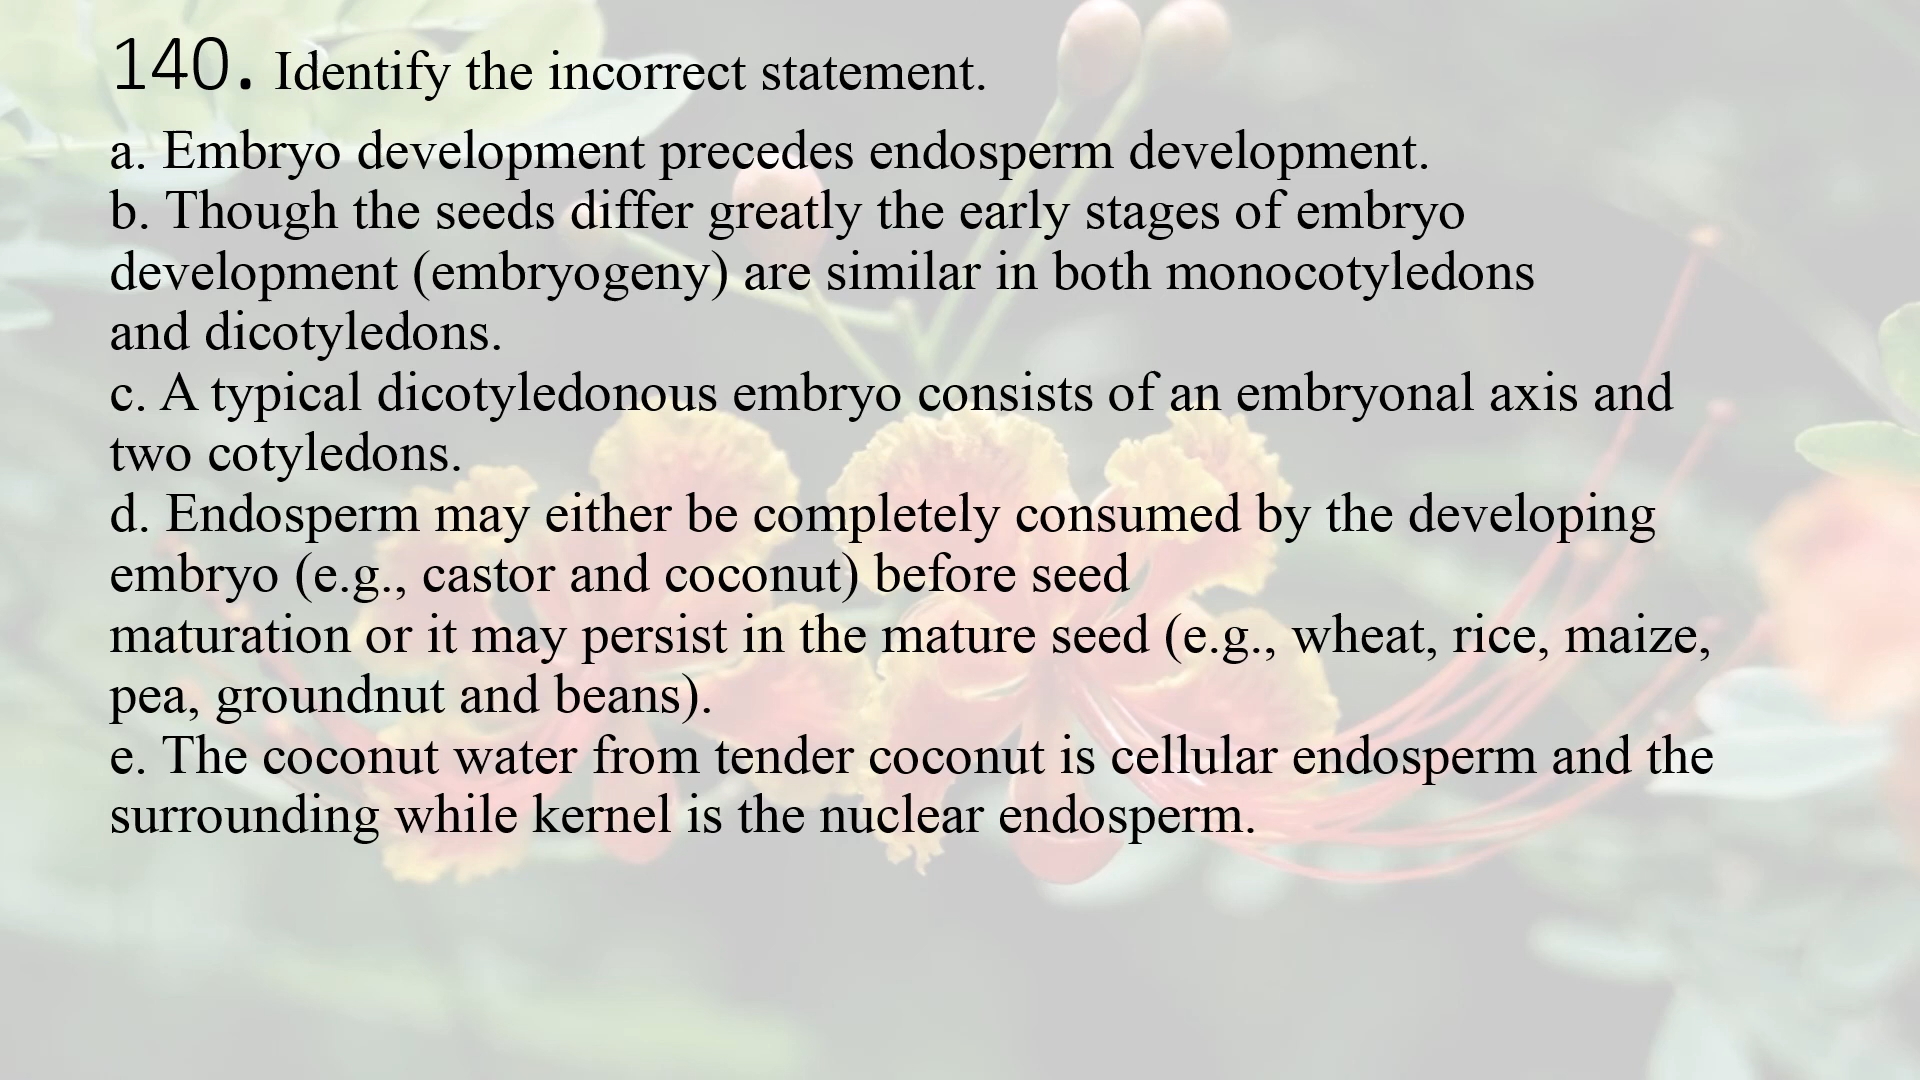 140. Identify the incorrect statement.
a. Embryo development precedes endosperm development.
b. Though the seeds differ greatly the early stages of embryo
development (embryogeny) are similar in both monocotyledons
and dicotyledons.
c. A typical dicotyledonous embryo consists of an embryonal axis and
two cotyledons.
d. Endosperm may either be completely consumed by the developing
embryo (e.g., castor and coconut) before seed
maturation or it may persist in the mature seed (e.g., wheat, rice, maize,
pea, groundnut and beans).
e. The coconut water from tender coconut is cellular endosperm and the
surrounding while kernel is the nuclear endosperm.